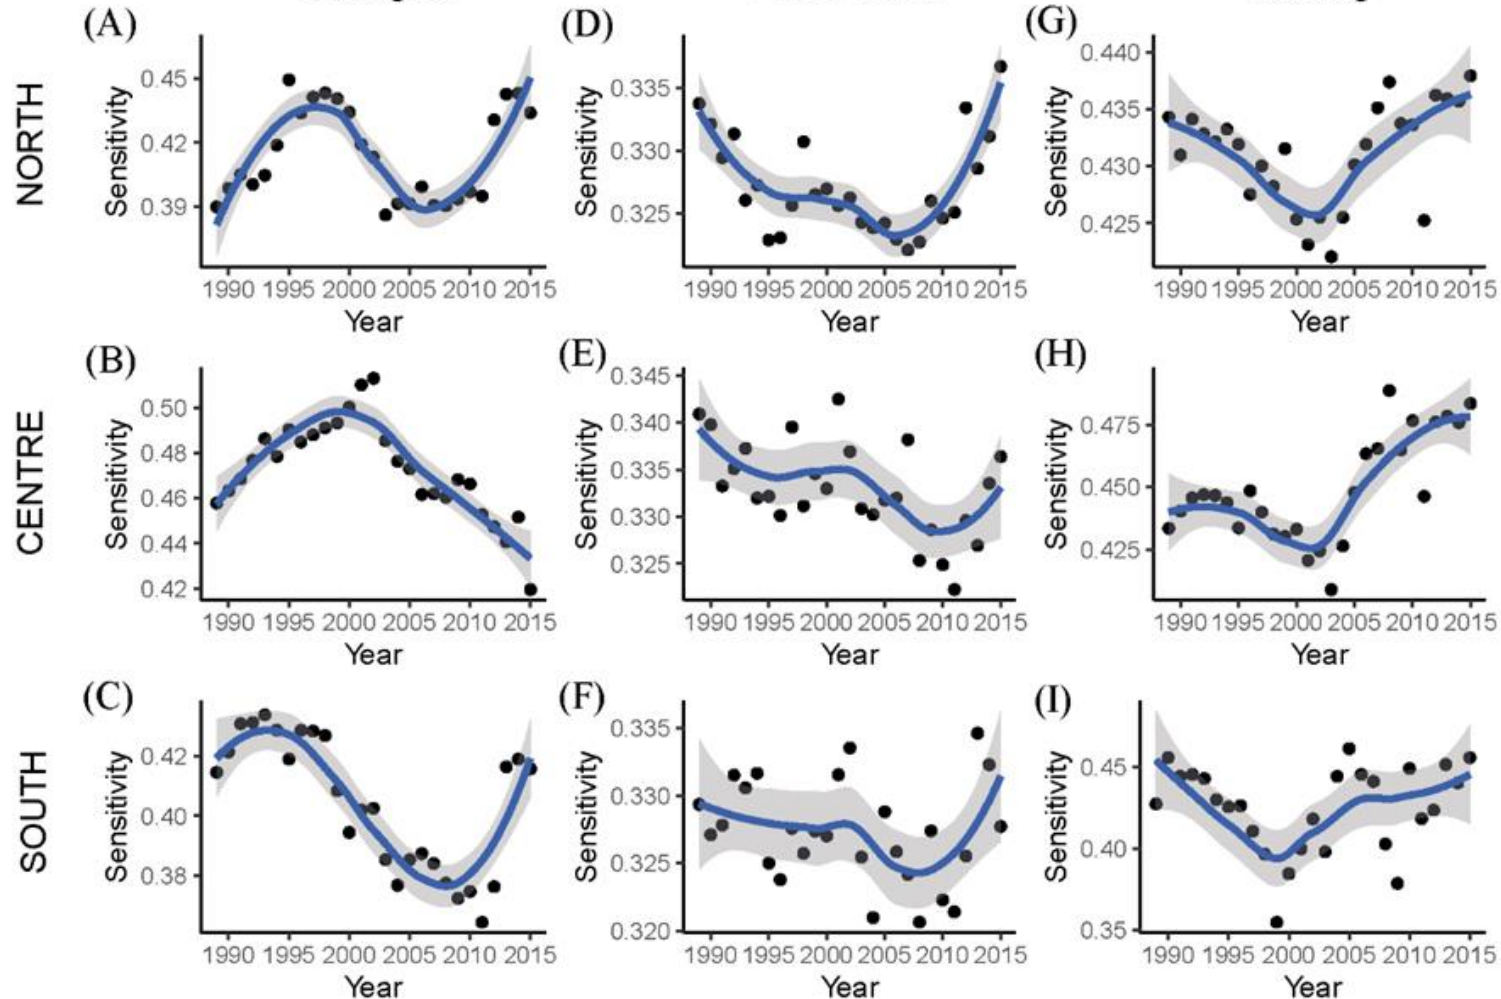 (A) (D) (G)
NORTH
Sensitivity
0.45
0.42
0.39
1990 1995 2000 2005 2010 2015
Year
Sensitivity
0.335
0.330
0.325
1990 1995 2000 2005 2010 2015
Year
Sensitivity
0.440
0.435
0.430
0.425
1990 1995 2000 2005 2010 2015
Year
(B) (E) (H)
CENTRE
Sensitivity
0.50
0.48
0.46
0.44
0.42
1990 1995 2000 2005 2010 2015
Year
Sensitivity
0.345
0.340
0.335
0.330
0.325
1990 1995 2000 2005 2010 2015
Year
Sensitivity
0.475
0.450
0.425
1990 1995 2000 2005 2010 2015
Year
(C) (F) (I)
SOUTH
Sensitivity
0.42
0.40
0.38
1990 1995 2000 2005 2010 2015
Year
Sensitivity
0.335
0.330
0.325
0.320
1990 1995 2000 2005 2010 2015
Year
Sensitivity
0.45
0.40
0.35
1990 1995 2000 2005 2010 2015
Year